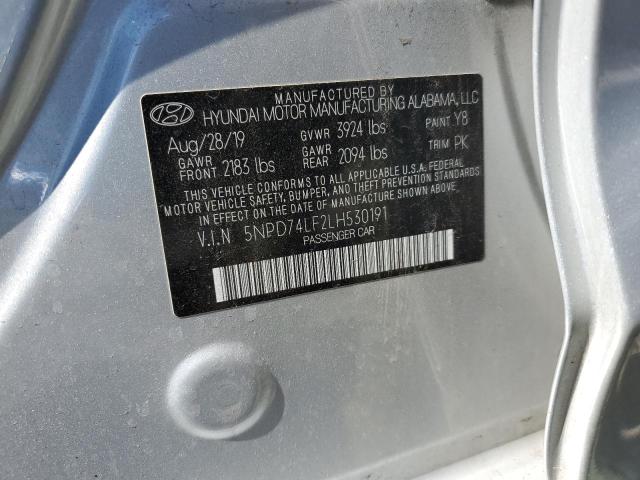 MANUFACTURED BY
HYUNDAI MOTOR MANUFACTURING ALABAMA, LLC
Aug/28/19 GVWR 3924 lbs PAINT Y8
GAWR FRONT 2183 lbs GAWR REAR 2094 lbs TRIM PK
THIS VEHICLE CONFORMS TO ALL APPLICABLE U.S.A. FEDERAL
MOTOR VEHICLE SAFETY, BUMPER, AND THEFT PREVENTION STANDARDS
IN EFFECT ON THE DATE OF MANUFACTURE SHOWN ABOVE.
V.I.N 5NPD74LF2LH530191
PASSENGER CAR